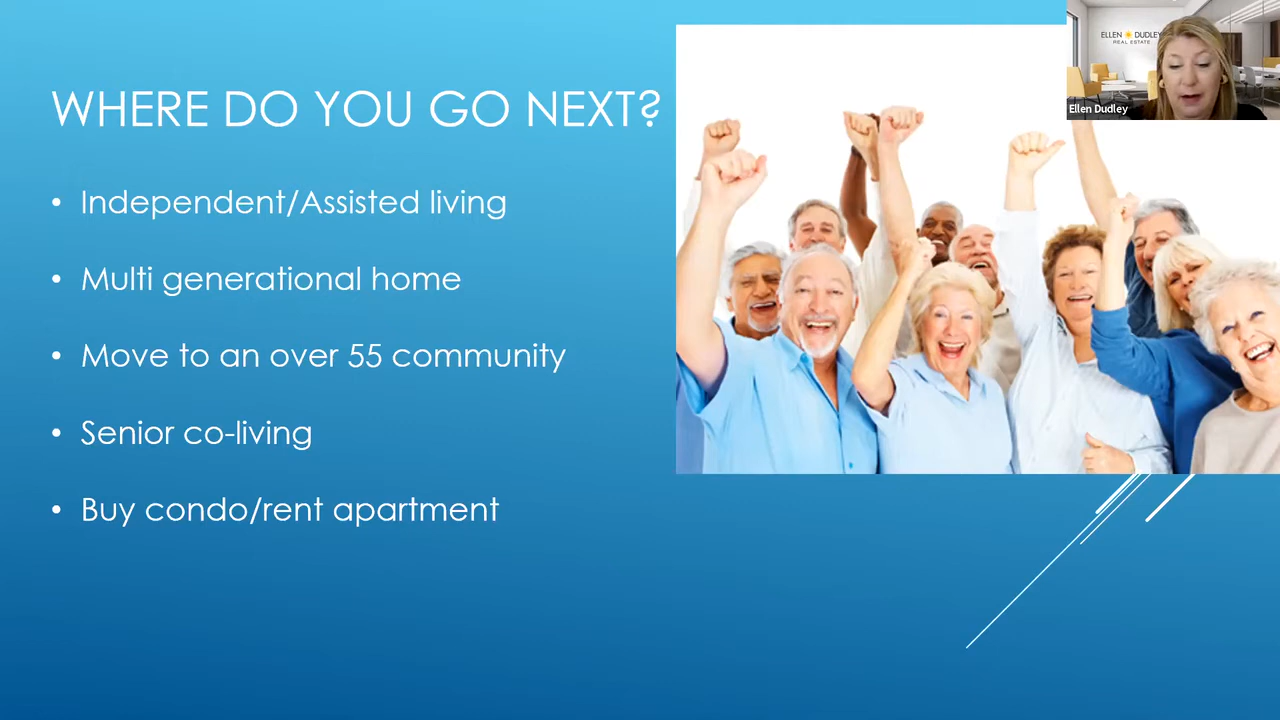 WHERE DO YOU GO NEXT?
• Independent/Assisted living
• Multi generational home
• Move to an over 55 community
• Senior co-living
• Buy condo/rent apartment
ELLEN DUDLEY
REAL ESTATE
Ellen Dudley